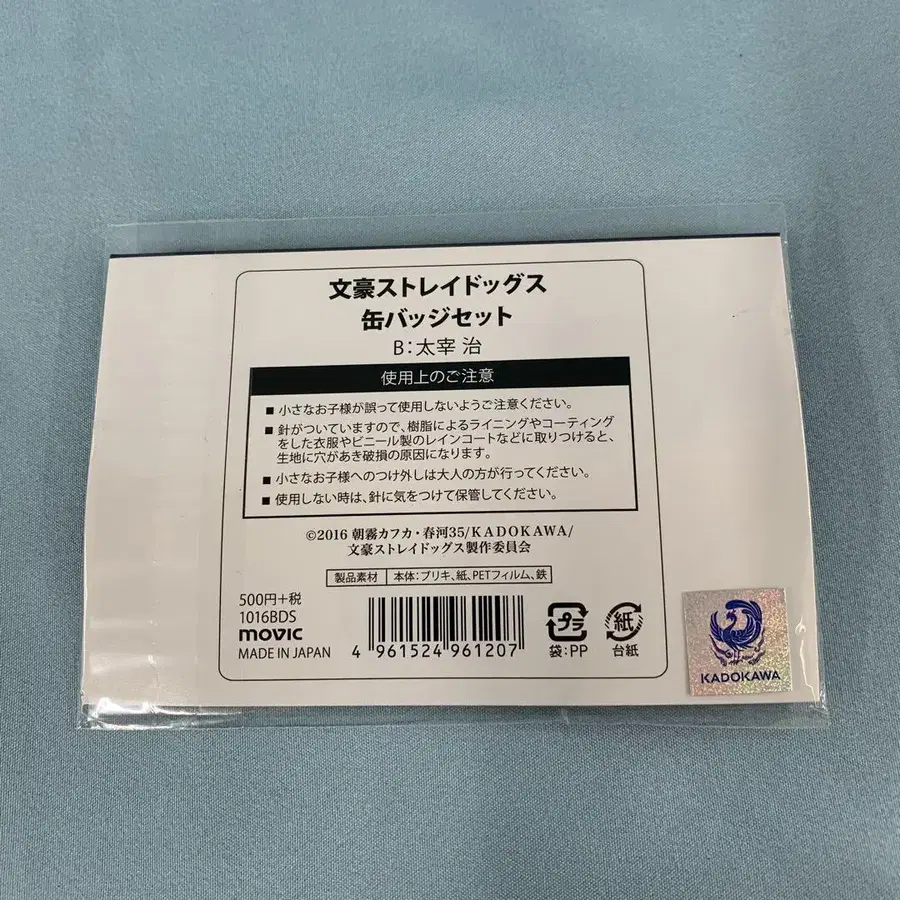 文豪ストレイドッグス
缶バッジセット
B:太宰 治
使用上のご注意
■ 小さなお子様が誤って使用しないようご注意ください。
■ 針がついていますので、樹脂によるライニングやコーティング
をした衣服やビニール製のレインコートなどに取りつけると、
生地に穴があき破損の原因になります。
■ 小さなお子様へのつけ外しは大人の方が行ってください。
■ 使用しない時は、針に気をつけて保管してください。
©2016 朝霧カフカ・春河35/KADOKAWA/
文豪ストレイドッグス製作委員会
製品素材 本体:ブリキ、紙、PETフィルム、鉄
500円+税
1016BDS
movic
MADE IN JAPAN
4 961524 961207
プラ
袋:PP
紙
台紙
KADOKAWA